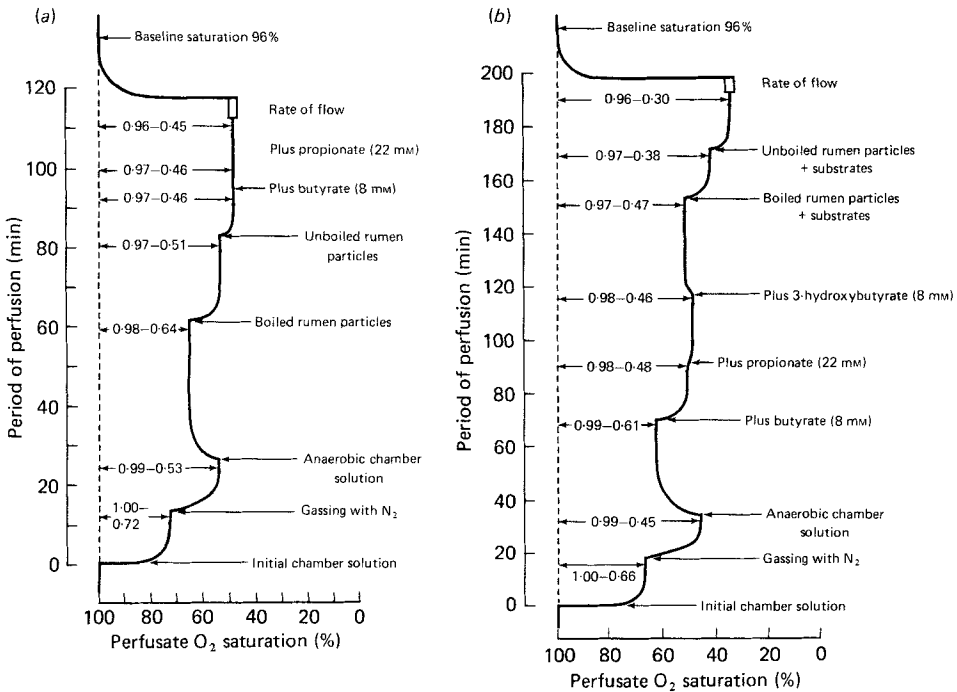 (a)
Baseline saturation 96%
120
Rate of flow
0·96–0·45
Plus propionate (22 mM)
100
0·97–0·46
Plus butyrate (8 mM)
0·97–0·46
Unboiled rumen
particles
0·97–0·51
80
Boiled rumen particles
60
0·98–0·64
40
Anaerobic chamber
solution
0·99–0·53
20
1·00–
0·72
Gassing with N₂
0
Initial chamber solution
Period of perfusion (min)
100
80
60
40
20
0
Perfusate O₂ saturation (%)
(b)
Baseline saturation 96%
200
Rate of flow
0·96–0·30
180
0·97–0·38
Unboiled rumen particles
+ substrates
160
0·97–0·47
Boiled rumen particles
+ substrates
140
120
0·98–0·46
Plus 3-hydroxybutyrate (8 mM)
100
0·98–0·48
Plus propionate (22 mM)
80
0·99–0·61
Plus butyrate (8 mM)
60
40
Anaerobic chamber
solution
0·99–0·45
20
Gassing with N₂
1·00–0·66
0
Initial chamber solution
Period of perfusion (min)
100
80
60
40
20
0
Perfusate O₂ saturation (%)